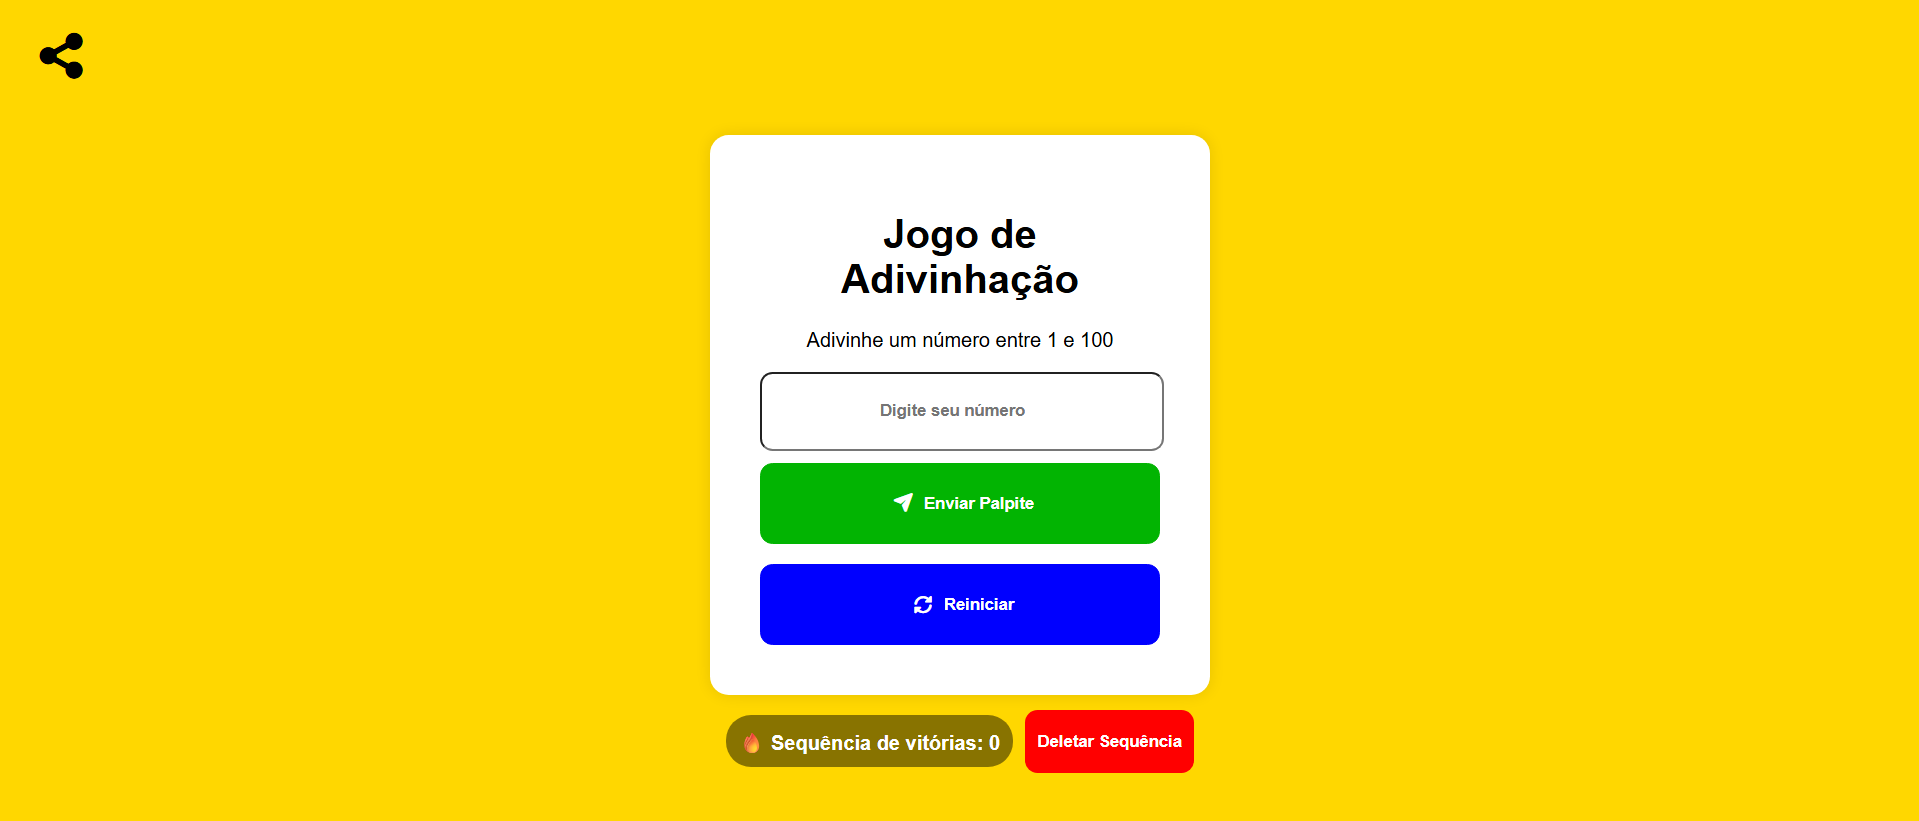 Jogo de
Adivinhação
Adivinhe um número entre 1 e 100
Digite seu número
Enviar Palpite
Reiniciar
Sequência de vitórias: 0
Deletar Sequência